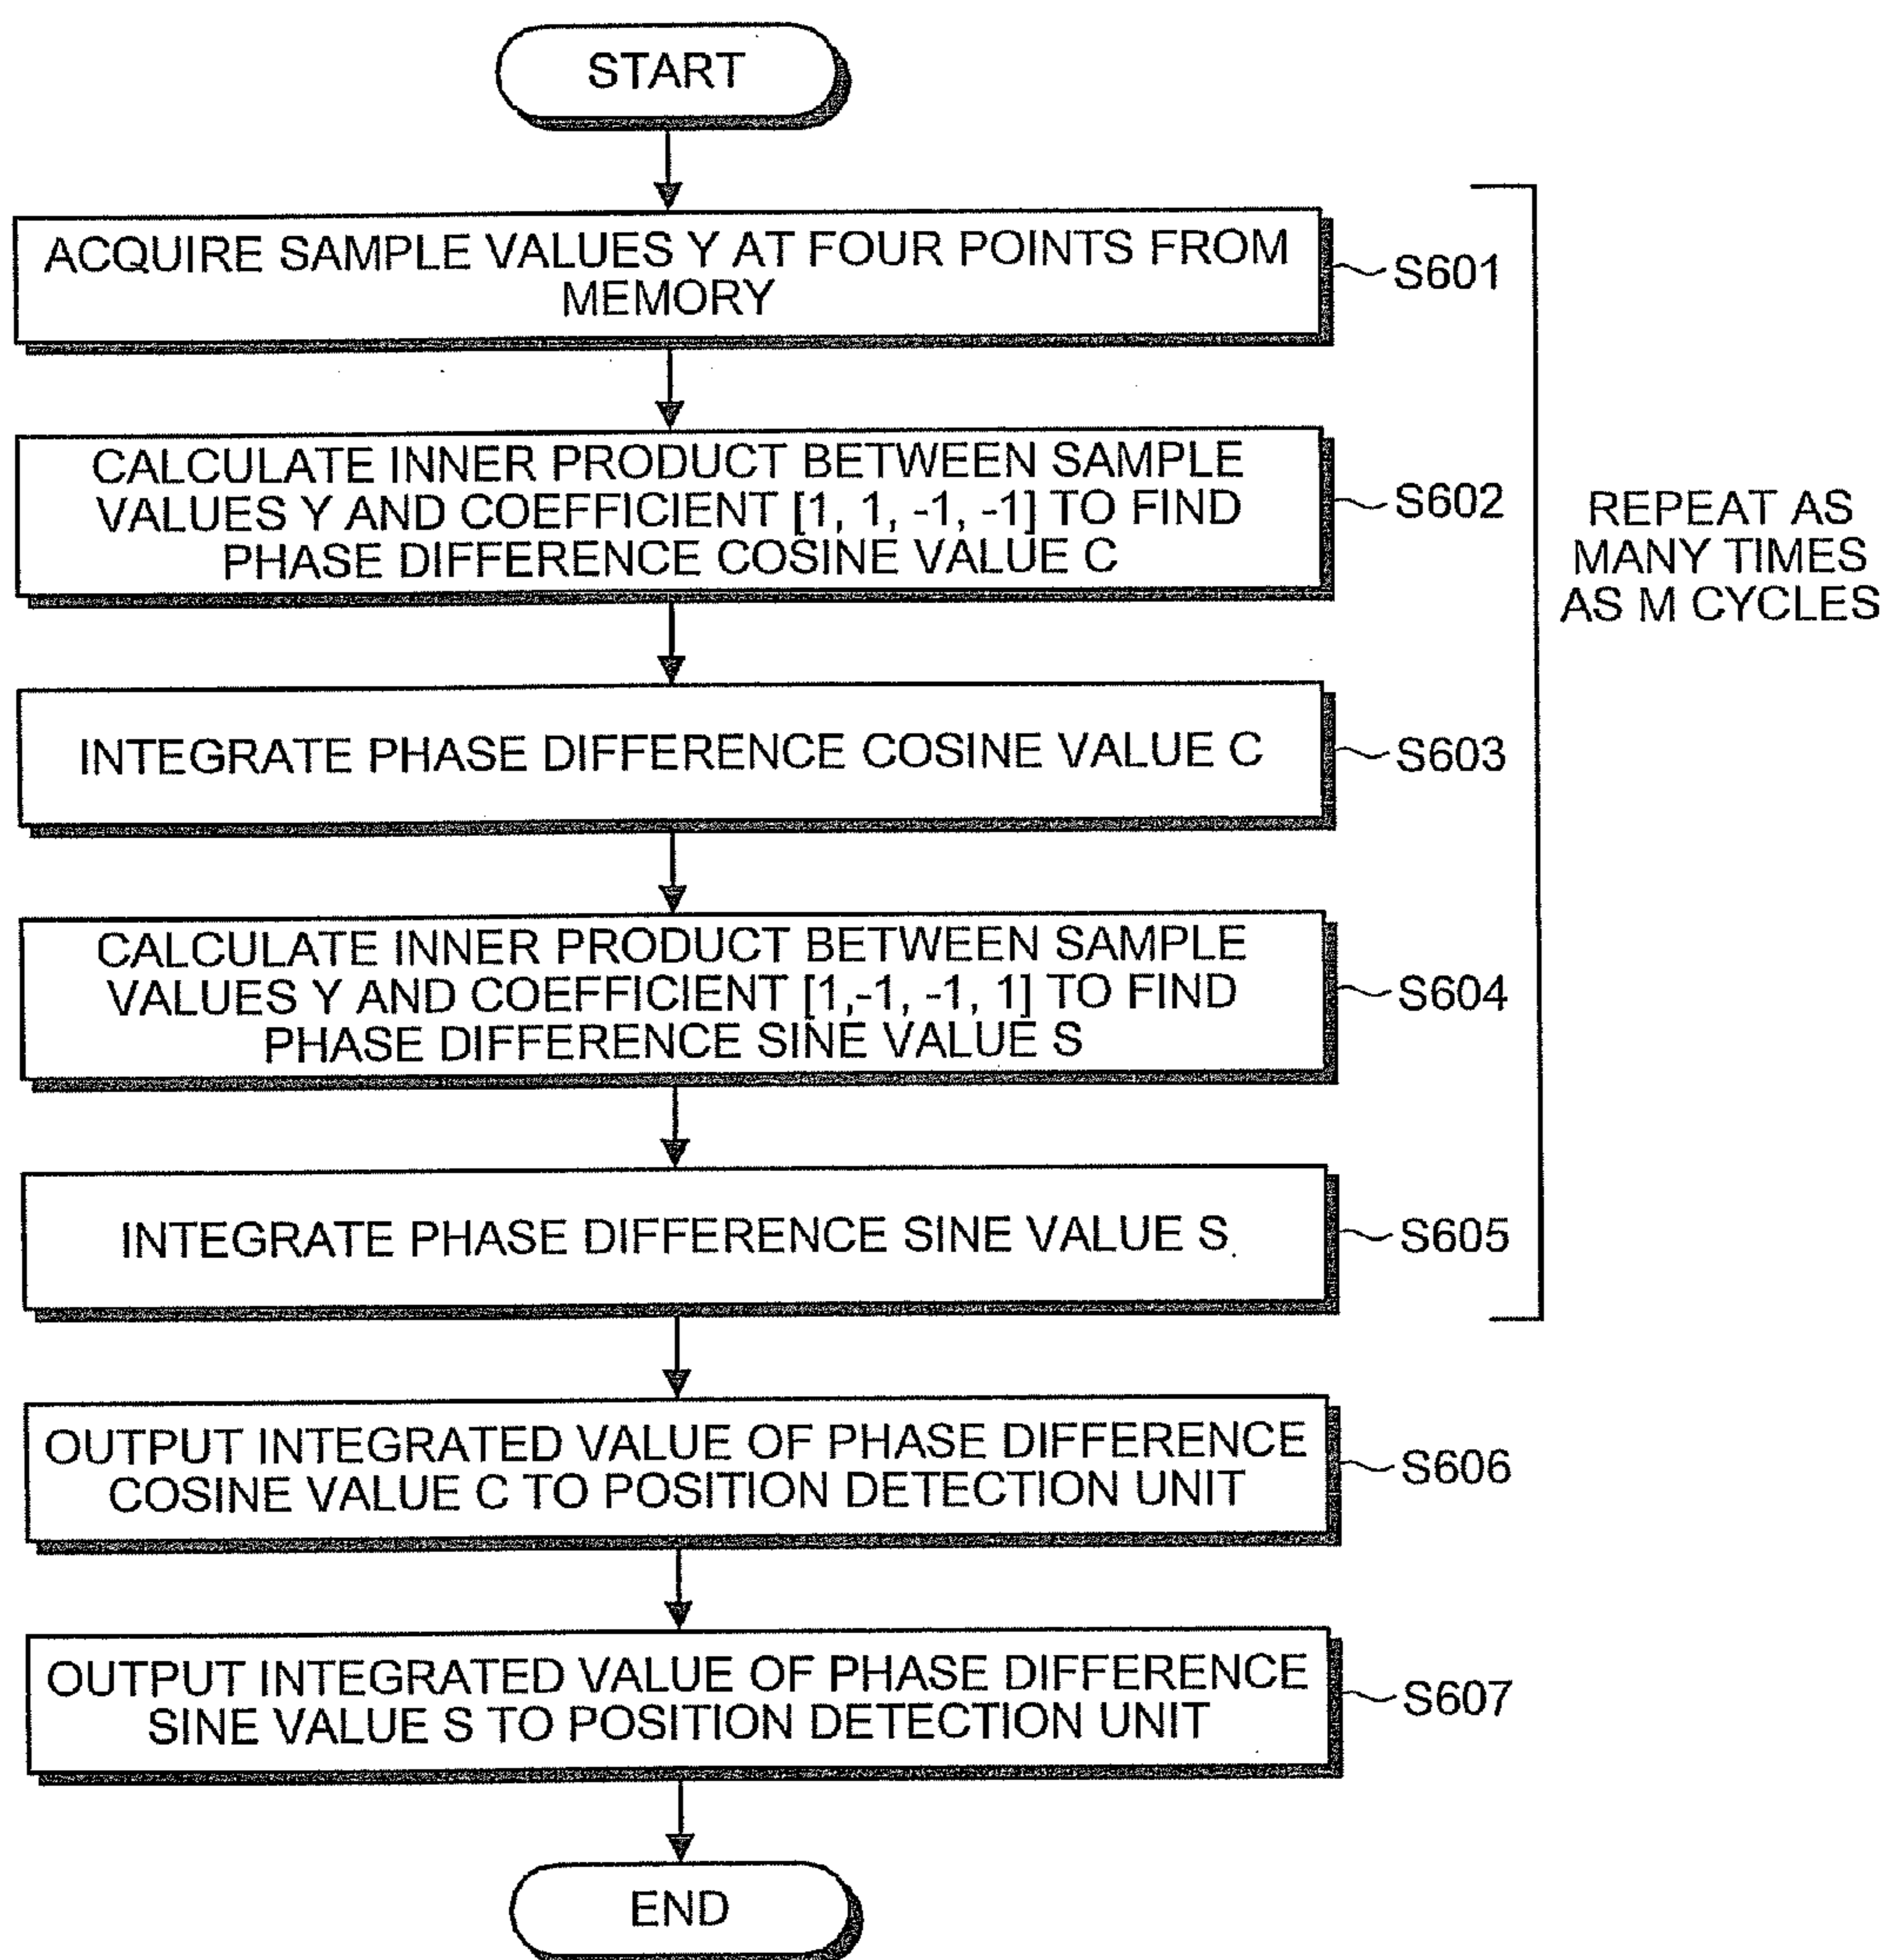 START
ACQUIRE SAMPLE VALUES Y AT FOUR POINTS FROM
MEMORY
S601
CALCULATE INNER PRODUCT BETWEEN SAMPLE
VALUES Y AND COEFFICIENT [1, 1, -1, -1] TO FIND
PHASE DIFFERENCE COSINE VALUE C
S602
REPEAT AS
MANY TIMES
AS M CYCLES
INTEGRATE PHASE DIFFERENCE COSINE VALUE C
S603
CALCULATE INNER PRODUCT BETWEEN SAMPLE
VALUES Y AND COEFFICIENT [1,-1, -1, 1] TO FIND
PHASE DIFFERENCE SINE VALUE S
S604
INTEGRATE PHASE DIFFERENCE SINE VALUE S
S605
OUTPUT INTEGRATED VALUE OF PHASE DIFFERENCE
COSINE VALUE C TO POSITION DETECTION UNIT
S606
OUTPUT INTEGRATED VALUE OF PHASE DIFFERENCE
SINE VALUE S TO POSITION DETECTION UNIT
S607
END